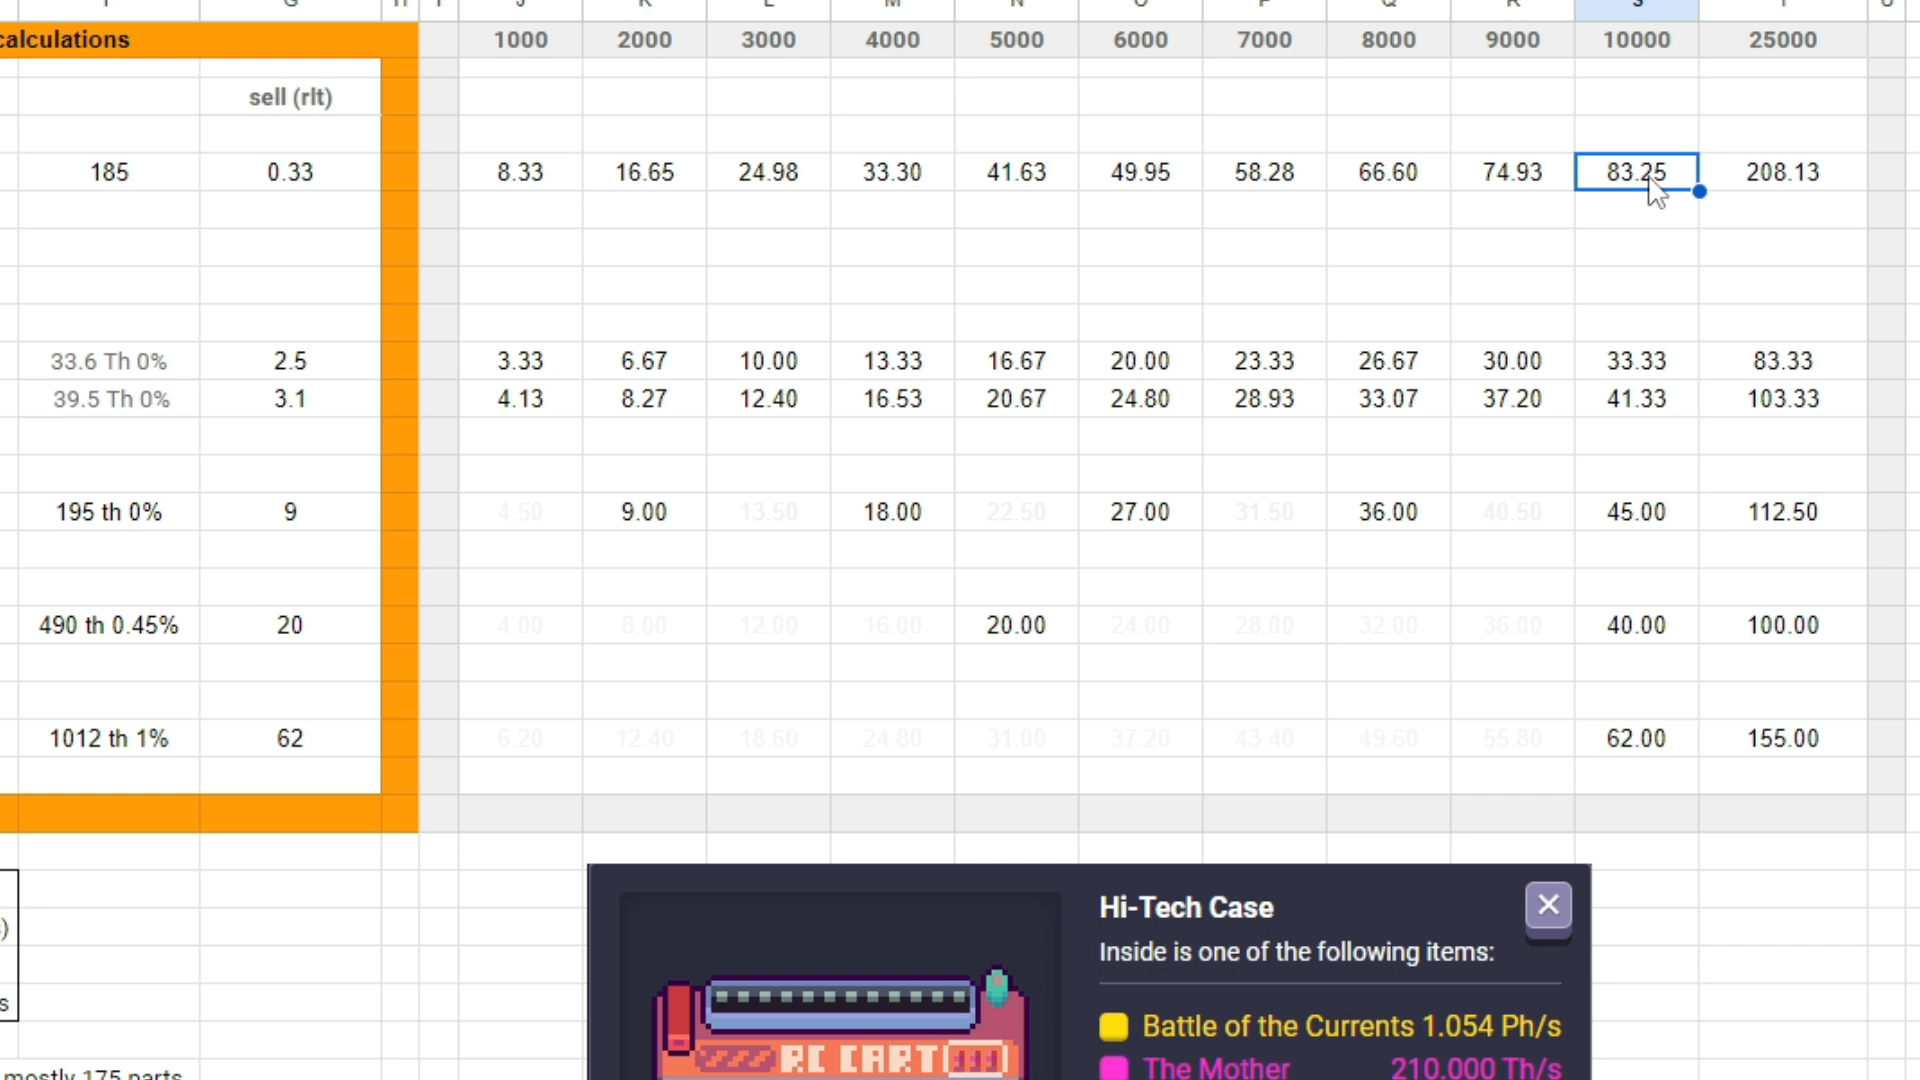 calculations 1000 2000 3000 4000 5000 6000 7000 8000 9000 10000 25000
sell (rlt)
185 0.33 8.33 16.65 24.98 33.30 41.63 49.95 58.28 66.60 74.93 83.25 208.13
33.6 Th 0% 2.5 3.33 6.67 10.00 13.33 16.67 20.00 23.33 26.67 30.00 33.33 83.33
39.5 Th 0% 3.1 4.13 8.27 12.40 16.53 20.67 24.80 28.93 33.07 37.20 41.33 103.33
195 th 0% 9 4.50 9.00 13.50 18.00 22.50 27.00 31.50 36.00 40.50 45.00 112.50
490 th 0.45% 20 4.00 8.00 12.00 16.00 20.00 24.00 28.00 32.00 36.00 40.00 100.00
1012 th 1% 62 6.20 12.40 18.60 24.80 31.00 37.20 43.40 49.60 55.80 62.00 155.00
Hi-Tech Case
Inside is one of the following items:
Battle of the Currents 1.054 Ph/s
The Mother 210.000 Th/s
RC CART
mostly 175 parts